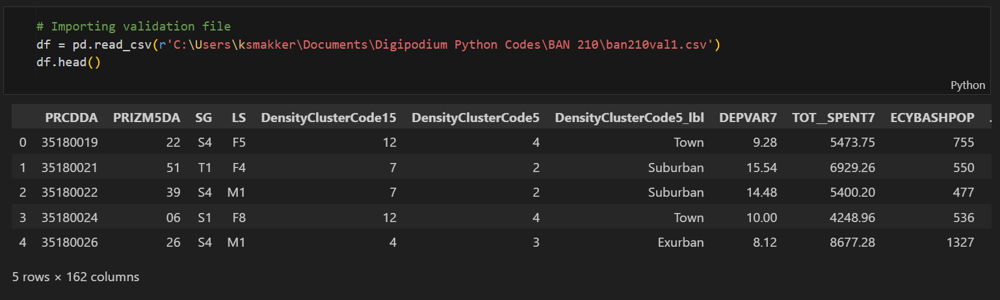 # Importing validation file
df = pd.read_csv(r'C:\Users\ksmakker\Documents\Digipodium Python Codes\BAN 210\ban210val1.csv')
df.head()
Python
PRCDDA PRIZM5DA SG LS DensityClusterCode15 DensityClusterCode5 DensityClusterCode5_lbl DEPVAR7 TOT__SPENT7 ECYBASHPOP .
0 35180019 22 S4 F5 12 4 Town 9.28 5473.75 755
1 35180021 51 T1 F4 7 2 Suburban 15.54 6929.26 550
2 35180022 39 S4 M1 7 2 Suburban 14.48 5400.20 477
3 35180024 06 S1 F8 12 4 Town 10.00 4248.96 536
4 35180026 26 S4 M1 4 3 Exurban 8.12 8677.28 1327
5 rows × 162 columns